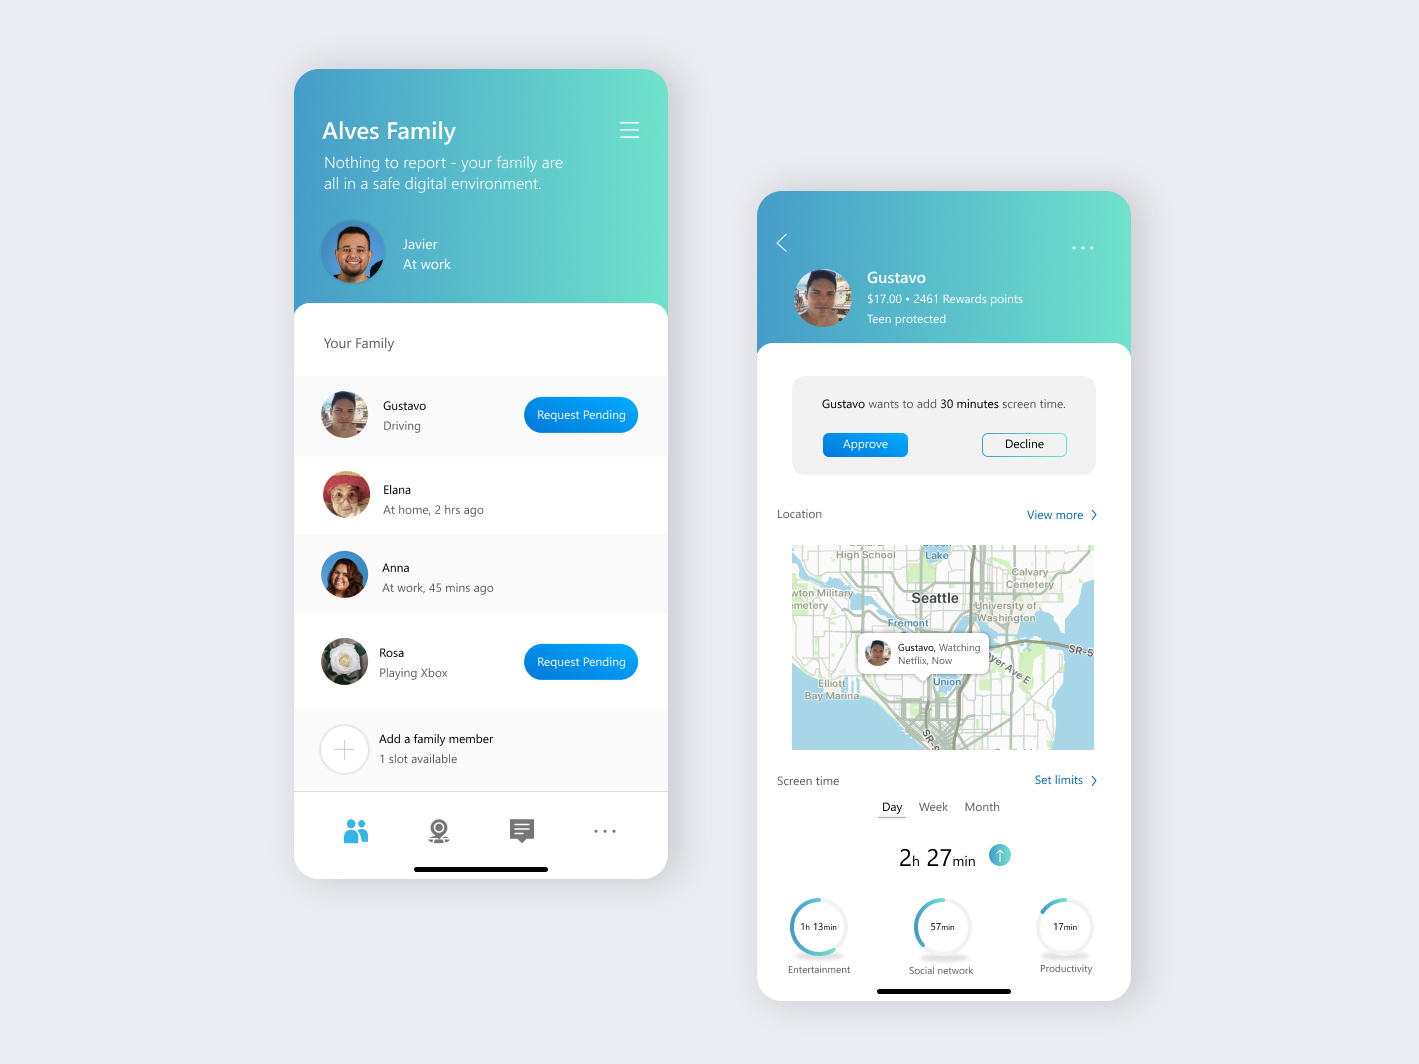 Alves Family
Nothing to report - your family are
all in a safe digital environment.
Javier
At work
Your Family
Gustavo
Driving
Request Pending
Elana
At home, 2 hrs ago
Anna
At work, 45 mins ago
Rosa
Playing Xbox
Request Pending
Add a family member
1 slot available
Gustavo
$17.00 • 2461 Rewards points
Teen protected
Gustavo wants to add 30 minutes screen time.
Approve
Decline
Location
View more
High School
Lake
Calvary
Cemetery
wton Military
metery
Seattle
University of
Washington
Fremont
Gustavo, Watching
Netflix, Now
oyer Ave E
SR-5
Elliott
Bay Marina
Union
SR-9
Screen time
Set limits
Day Week Month
2h 27min
1h 13min
57min
17min
Entertainment
Social network
Productivity